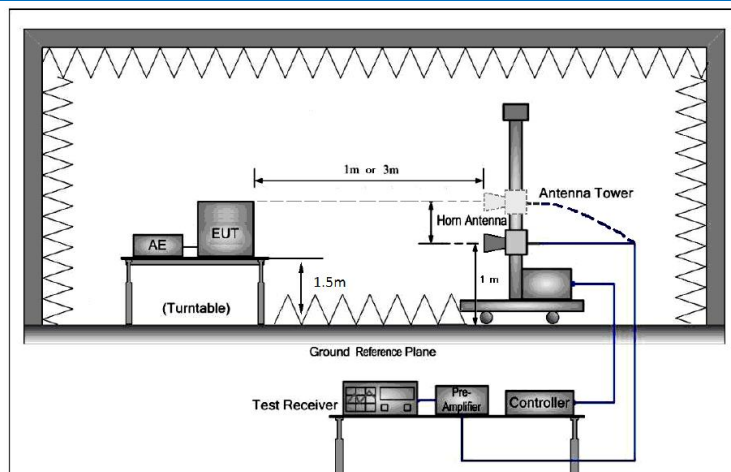 1m or 3m
Antenna Tower
Horn Antenna
EUT
AE
1.5m
1 m
(Turntable)
Ground Reference Plane
Test Receiver
Pre-
Amplifier
Controller